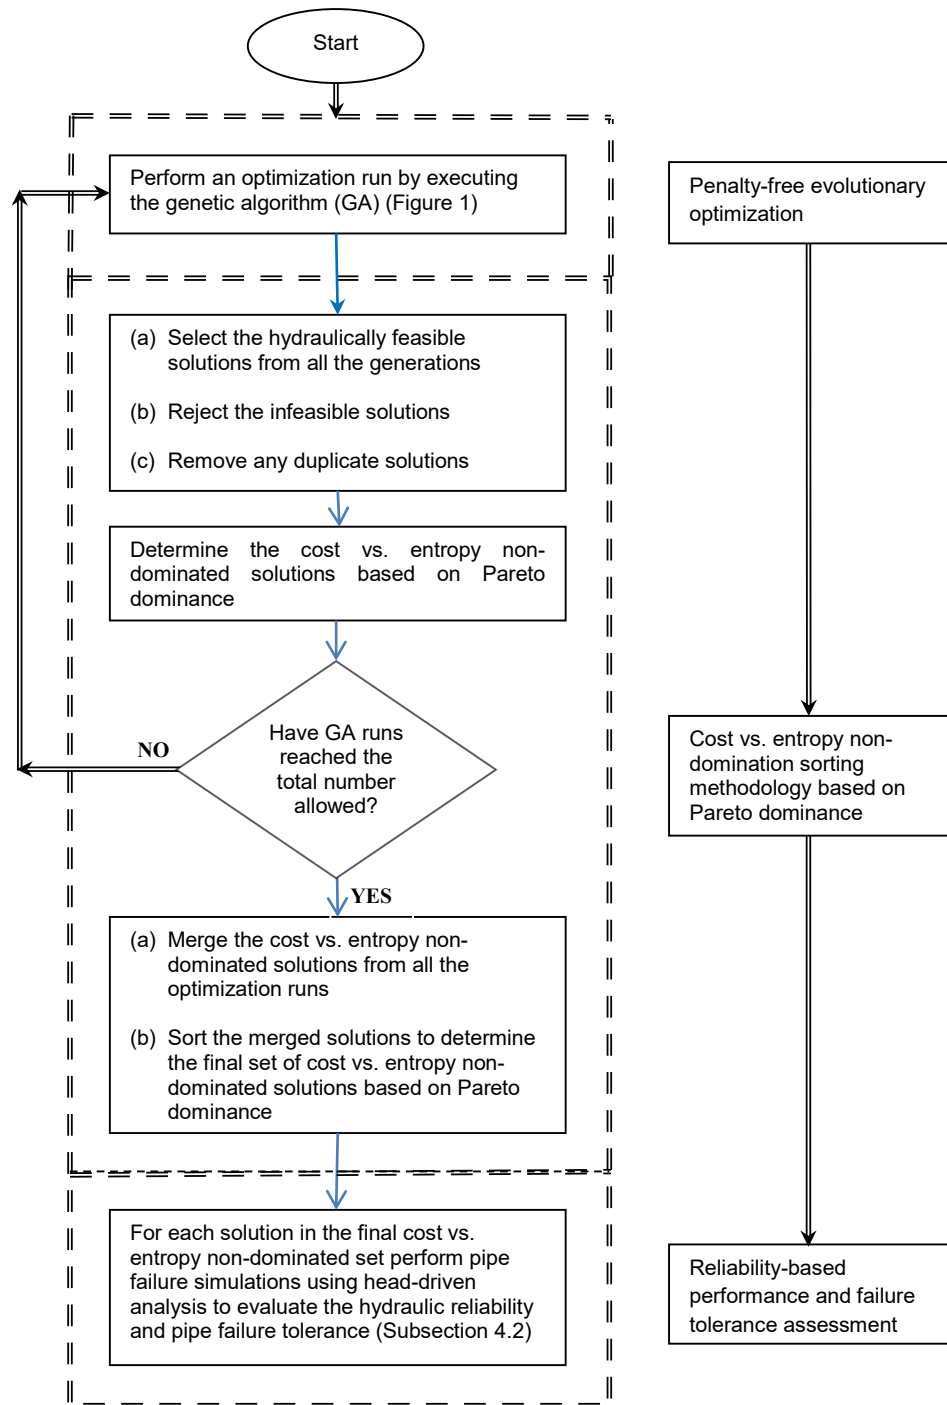 Start
Perform an optimization run by executing
the genetic algorithm (GA) (Figure 1)
(a) Select the hydraulically feasible
solutions from all the generations
(b) Reject the infeasible solutions
(c) Remove any duplicate solutions
Determine the cost vs. entropy non-
dominated solutions based on Pareto
dominance
Have GA runs
reached the
total number
allowed?
NO
YES
(a) Merge the cost vs. entropy non-
dominated solutions from all the
optimization runs
(b) Sort the merged solutions to determine
the final set of cost vs. entropy non-
dominated solutions based on Pareto
dominance
For each solution in the final cost vs.
entropy non-dominated set perform pipe
failure simulations using head-driven
analysis to evaluate the hydraulic reliability
and pipe failure tolerance (Subsection 4.2)
Penalty-free evolutionary
optimization
Cost vs. entropy non-
domination sorting
methodology based on
Pareto dominance
Reliability-based
performance and failure
tolerance assessment